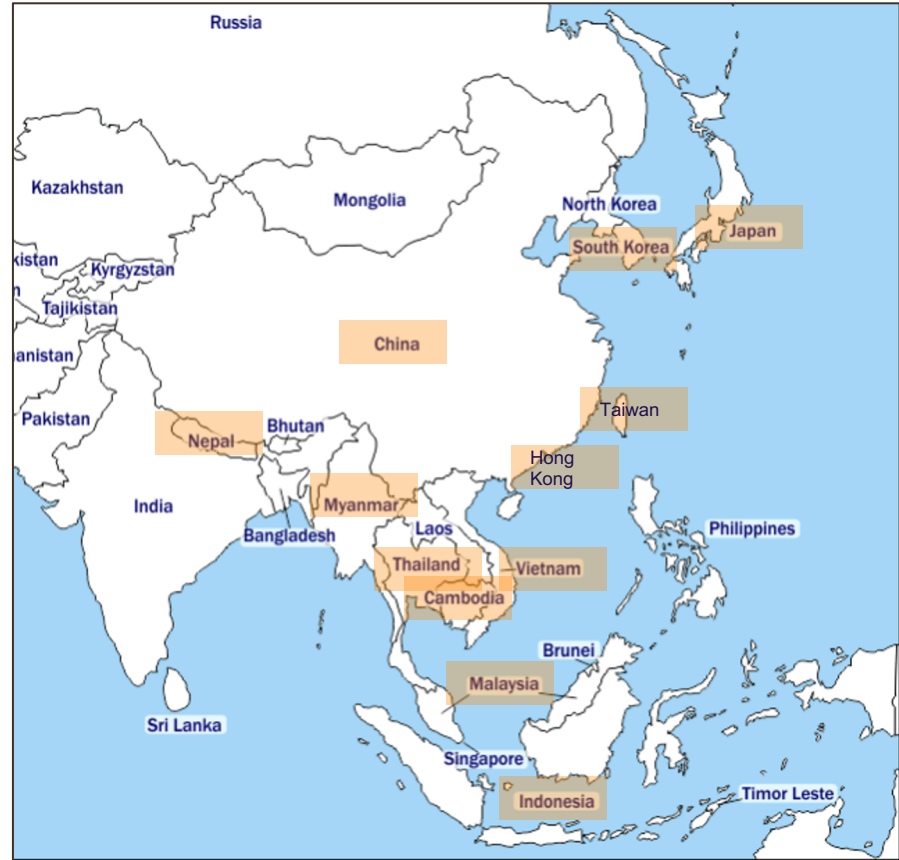 Russia
Kazakhstan
Mongolia
North Korea
Japan
South Korea
kistan
Kyrgyzstan
n
Tajikistan
China
anistan
Taiwan
Pakistan
Bhutan
Nepal
Hong
Kong
India
Myanmar
Laos
Philippines
Bangladesh
Thailand
Vietnam
Cambodia
Brunei
Malaysia
Sri Lanka
Singapore
Indonesia
Timor Leste